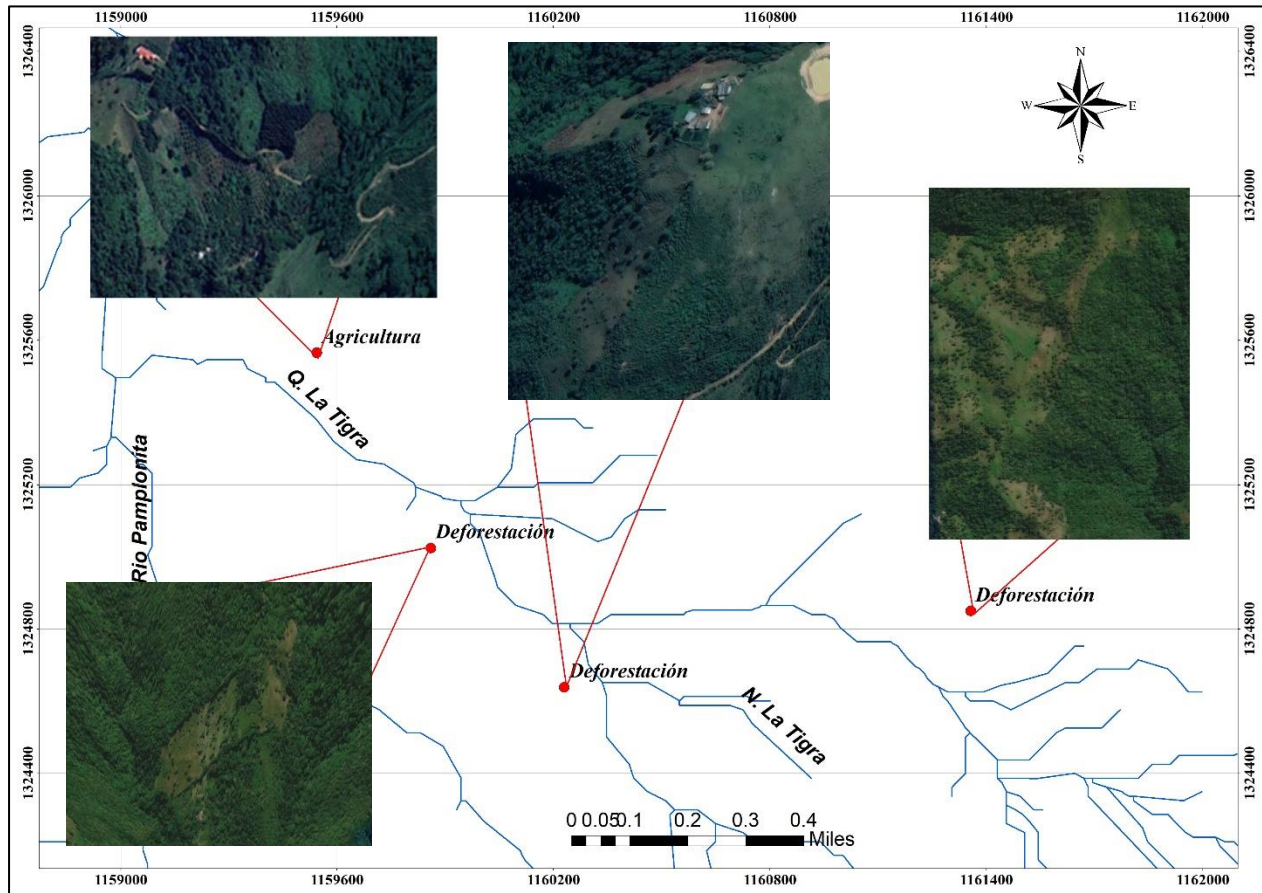 1159000 1159600 1160200 1160800 1161400 1162000
1326400
1326400
N
W E
S
1326000
1326000
1325600
1325600
Agricultura
Q. La Tigra
1325200
1325200
Rio Pamplonita
Deforestación
Deforestación
1324800
1324800
Deforestación
N. La Tigra
1324400
1324400
0 0.05 0.1 0.2 0.3 0.4
Miles
1159000 1159600 1160200 1160800 1161400 1162000